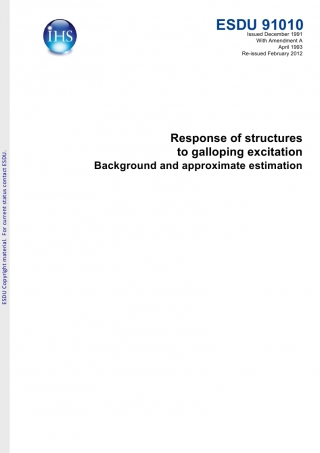 IHS
ESDU 91010
Issued December 1991
With Amendment A
April 1993
Re-issued February 2012
Response of structures
to galloping excitation
Background and approximate estimation
ESDU Copyright material. For current status contact ESDU.